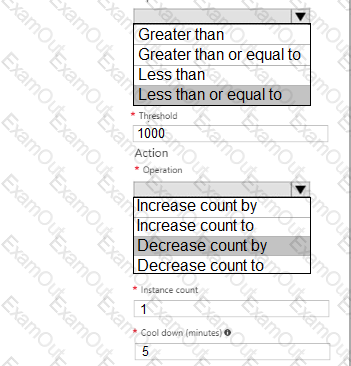 Greater than
Greater than or equal to
Less than
Less than or equal to
* Threshold
1000
Action
* Operation
Increase count by
Increase count to
Decrease count by
Decrease count to
* Instance count
1
* Cool down (minutes)
5